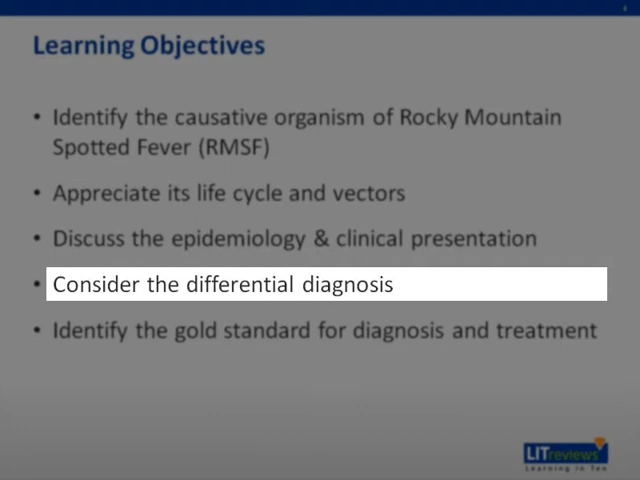 Learning Objectives
• Identify the causative organism of Rocky Mountain
Spotted Fever (RMSF)
• Appreciate its life cycle and vectors
• Discuss the epidemiology & clinical presentation
• Consider the differential diagnosis
• Identify the gold standard for diagnosis and treatment
LITreviews
Learning In Ten